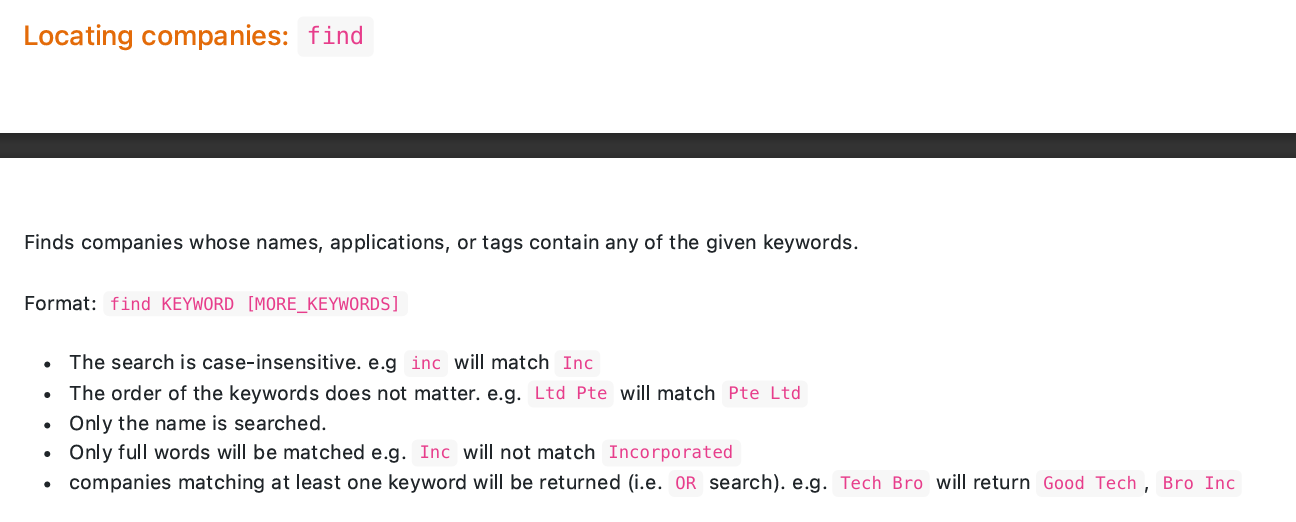 Locating companies: find
Finds companies whose names, applications, or tags contain any of the given keywords.
Format: find KEYWORD [MORE_KEYWORDS]
• The search is case-insensitive. e.g inc will match Inc
• The order of the keywords does not matter. e.g. Ltd Pte will match Pte Ltd
• Only the name is searched.
• Only full words will be matched e.g. Inc will not match Incorporated
• companies matching at least one keyword will be returned (i.e. OR search). e.g. Tech Bro will return Good Tech, Bro Inc